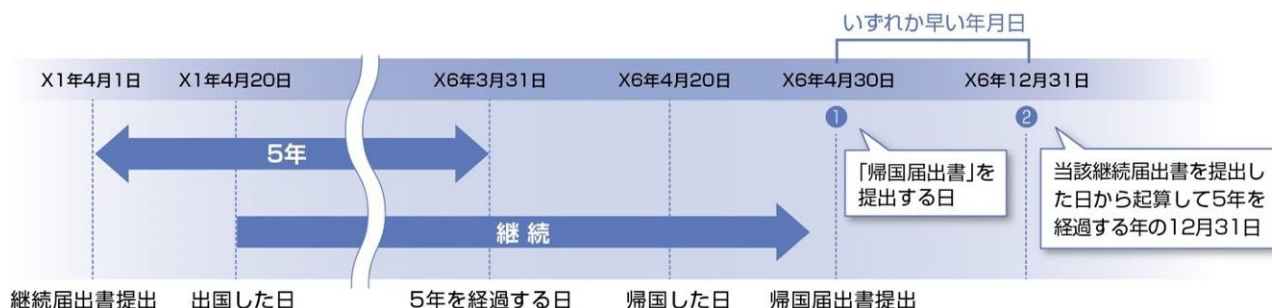 いずれか早い年月日
X1年4月1日 X1年4月20日 X6年3月31日 X6年4月20日 X6年4月30日 X6年12月31日
1 2
5年
「帰国届出書」を
提出する日
当該継続届出書を提出し
た日から起算して5年を
経過する年の12月31日
継続
継続届出書提出 出国した日 5年を経過する日 帰国した日 帰国届出書提出